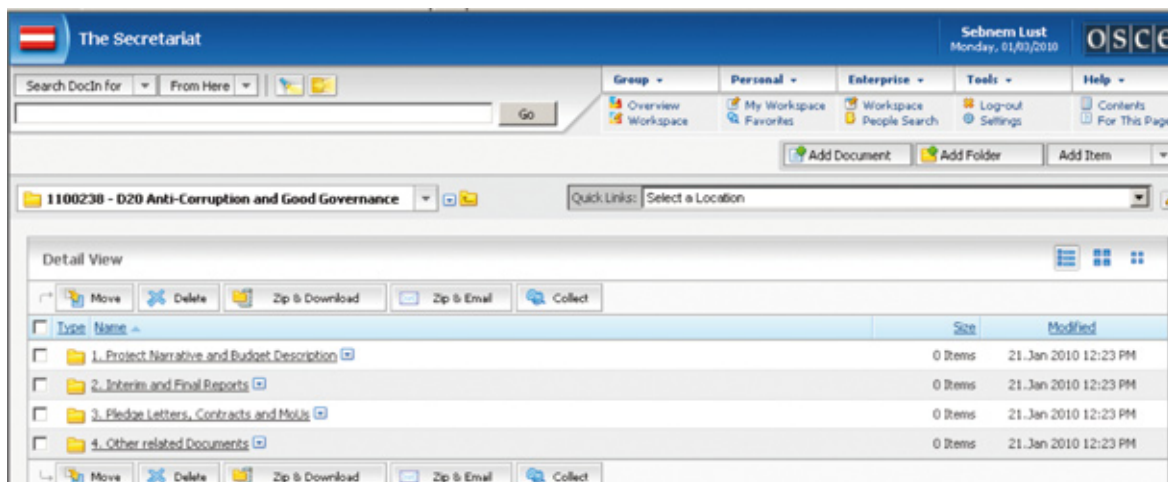 The Secretariat
Sebnem Lust
Monday, 01/03/2010
OSCE
Search DocIn for From Here
Go
Group Personal Enterprise Tools Help
Overview My Workspace Workspace Log-out Contents
Workspace Favorites People Search Settings For This Page
Add Document Add Folder Add Item
1100238 - D20 Anti-Corruption and Good Governance
Quick Links: Select a Location
Detail View
Move Delete Zip & Download Zip & Email Collect
Type Name Size Modified
1. Project Narrative and Budget Description 0 Items 21.Jan 2010 12:23 PM
2. Interim and Final Reports 0 Items 21.Jan 2010 12:23 PM
3. Pledge Letters, Contracts and MoUs 0 Items 21.Jan 2010 12:23 PM
4. Other related Documents 0 Items 21.Jan 2010 12:23 PM
Move Delete Zip & Download Zip & Email Collect